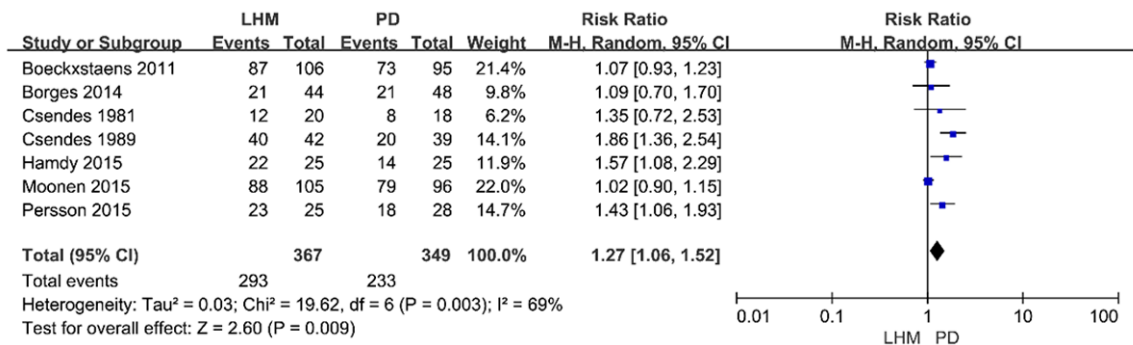 LHM PD Risk Ratio Risk Ratio
Study or Subgroup Events Total Events Total Weight M-H, Random, 95% CI M-H, Random, 95% CI
Boeckxstaens 2011 87 106 73 95 21.4% 1.07 [0.93, 1.23]
Borges 2014 21 44 21 48 9.8% 1.09 [0.70, 1.70]
Csendes 1981 12 20 8 18 6.2% 1.35 [0.72, 2.53]
Csendes 1989 40 42 20 39 14.1% 1.86 [1.36, 2.54]
Hamdy 2015 22 25 14 25 11.9% 1.57 [1.08, 2.29]
Moonen 2015 88 105 79 96 22.0% 1.02 [0.90, 1.15]
Persson 2015 23 25 18 28 14.7% 1.43 [1.06, 1.93]
Total (95% CI) 367 349 100.0% 1.27 [1.06, 1.52]
Total events 293 233
Heterogeneity: Tau² = 0.03; Chi² = 19.62, df = 6 (P = 0.003); I² = 69%
Test for overall effect: Z = 2.60 (P = 0.009)
0.01 0.1 1 10 100
LHM PD